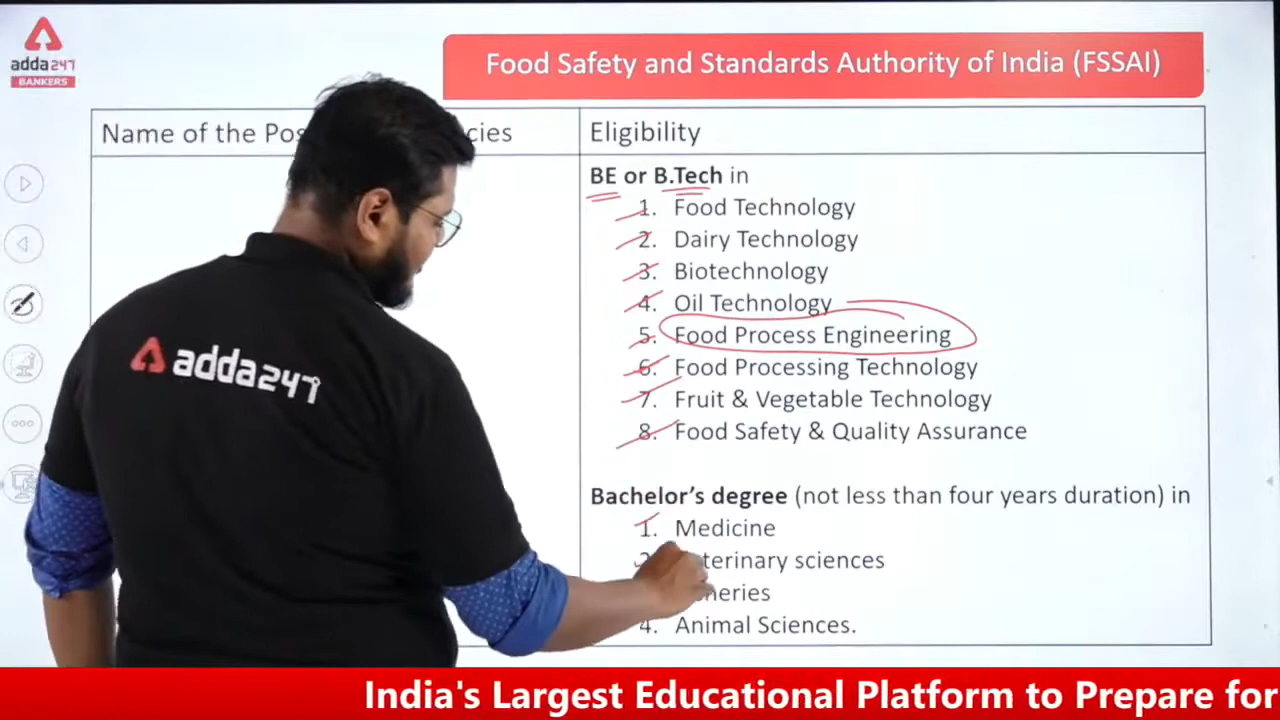 adda247
BANKERS
Food Safety and Standards Authority of India (FSSAI)
Name of the Pos cies
Eligibility
BE or B.Tech in
1. Food Technology
2. Dairy Technology
3. Biotechnology
4. Oil Technology
5. Food Process Engineering
6. Food Processing Technology
7. Fruit & Vegetable Technology
8. Food Safety & Quality Assurance
Bachelor's degree (not less than four years duration) in
1. Medicine
2. terinary sciences
heries
4. Animal Sciences.
adda247
India's Largest Educational Platform to Prepare for